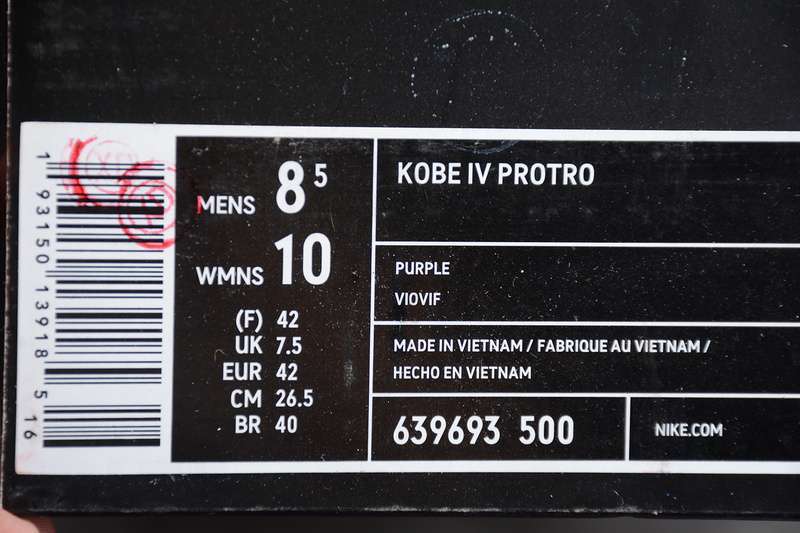 1 93150 13918 5 16
MENS 8 5
WMNS 10
(F) 42
UK 7.5
EUR 42
CM 26.5
BR 40
KOBE IV PROTRO
PURPLE
VIOVIF
MADE IN VIETNAM / FABRIQUE AU VIETNAM /
HECHO EN VIETNAM
639693 500
NIKE.COM